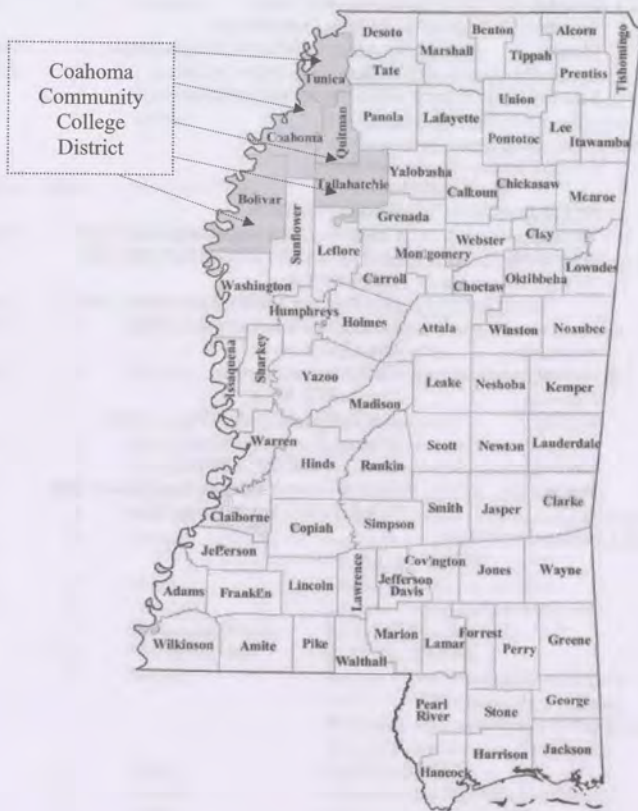 Coahoma
Community
College
District
Desoto
Benton
Alcorn
Tishomingo
Marshall
Tippah
Tunica
Tate
Prentiss
Union
Panola
Lafayette
Lee
Coahoma
Quitman
Pontotoc
Itawamba
Yalobusha
Tallahatchie
Calhoun
Chickasaw
Monroe
Bolivar
Grenada
Sunflower
Webster
Clay
Leflore
Montgomery
Oktibbeha
Lowndes
Carroll
Choctaw
Washington
Humphreys
Holmes
Attala
Winston
Noxubee
Issaquena
Sharkey
Yazoo
Leake
Neshoba
Kemper
Madison
Warren
Scott
Newton
Lauderdale
Hinds
Rankin
Claiborne
Smith
Jasper
Clarke
Copiah
Simpson
Jefferson
Lawrence
Covington
Jefferson
Davis
Jones
Wayne
Adams
Franklin
Lincoln
Wilkinson
Amite
Pike
Walthall
Marion
Lamar
Forrest
Perry
Greene
Pearl
River
Stone
George
Hancock
Harrison
Jackson